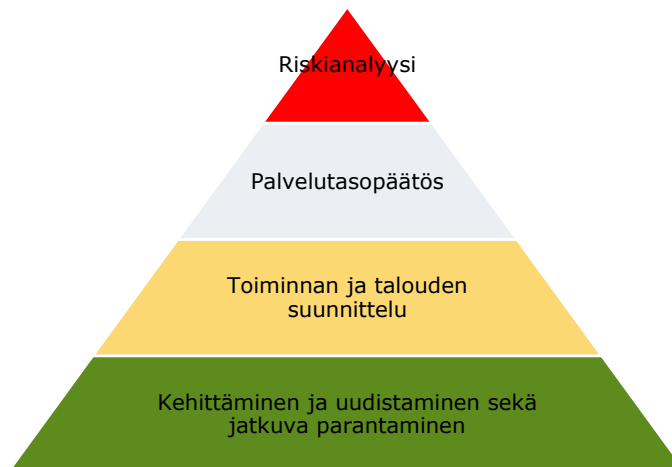 Riskianalyysi
Palvelutasopäätös
Toiminnan ja talouden
suunnittelu
Kehittäminen ja uudistaminen sekä
jatkuva parantaminen